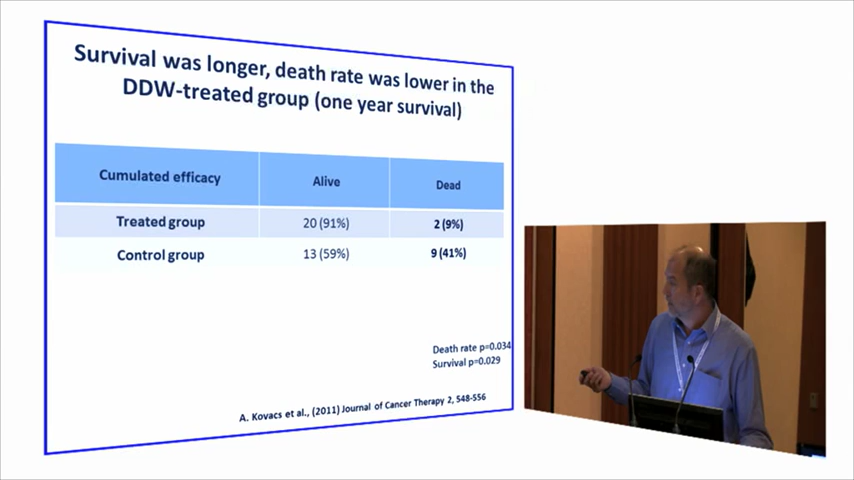 Survival was longer, death rate was lower in the
DDW-treated group (one year survival)
Cumulated efficacy Alive Dead
Treated group 20 (91%) 2 (9%)
Control group 13 (59%) 9 (41%)
Death rate p=0.034
Survival p=0.029
A. Kovacs et al., (2011) Journal of Cancer Therapy 2, 548-556